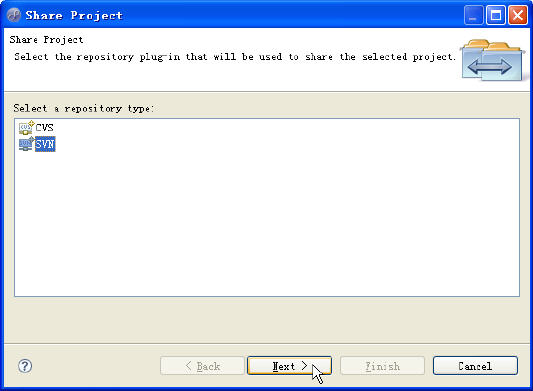 Share Project
Share Project
Select the repository plug-in that will be used to share the selected project.
Select a repository type:
CVS
SVN
?
< Back
Next >
Finish
Cancel